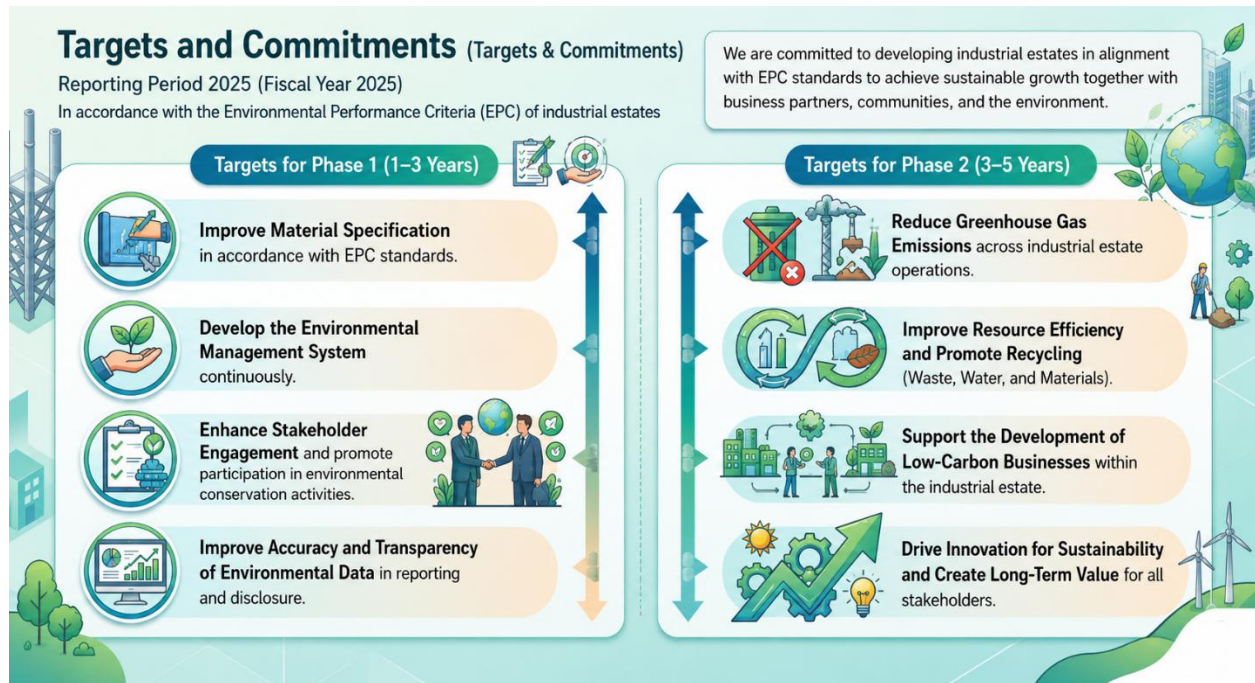 Targets and Commitments (Targets & Commitments)
Reporting Period 2025 (Fiscal Year 2025)
In accordance with the Environmental Performance Criteria (EPC) of industrial estates
We are committed to developing industrial estates in alignment
with EPC standards to achieve sustainable growth together with
business partners, communities, and the environment.
Targets for Phase 1 (1–3 Years)
Improve Material Specification
in accordance with EPC standards.
Develop the Environmental
Management System
continuously.
Enhance Stakeholder
Engagement and promote
participation in environmental
conservation activities.
Improve Accuracy and Transparency
of Environmental Data in reporting
and disclosure.
Targets for Phase 2 (3–5 Years)
Reduce Greenhouse Gas
Emissions across industrial estate
operations.
Improve Resource Efficiency
and Promote Recycling
(Waste, Water, and Materials).
Support the Development of
Low-Carbon Businesses within
the industrial estate.
Drive Innovation for Sustainability
and Create Long-Term Value for all
stakeholders.